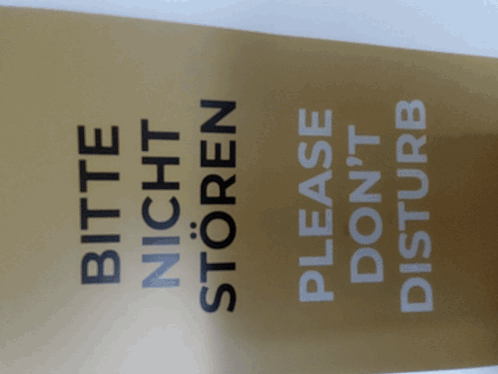 BITTE
NICHT
STÖREN
PLEASE
DON'T
DISTURB